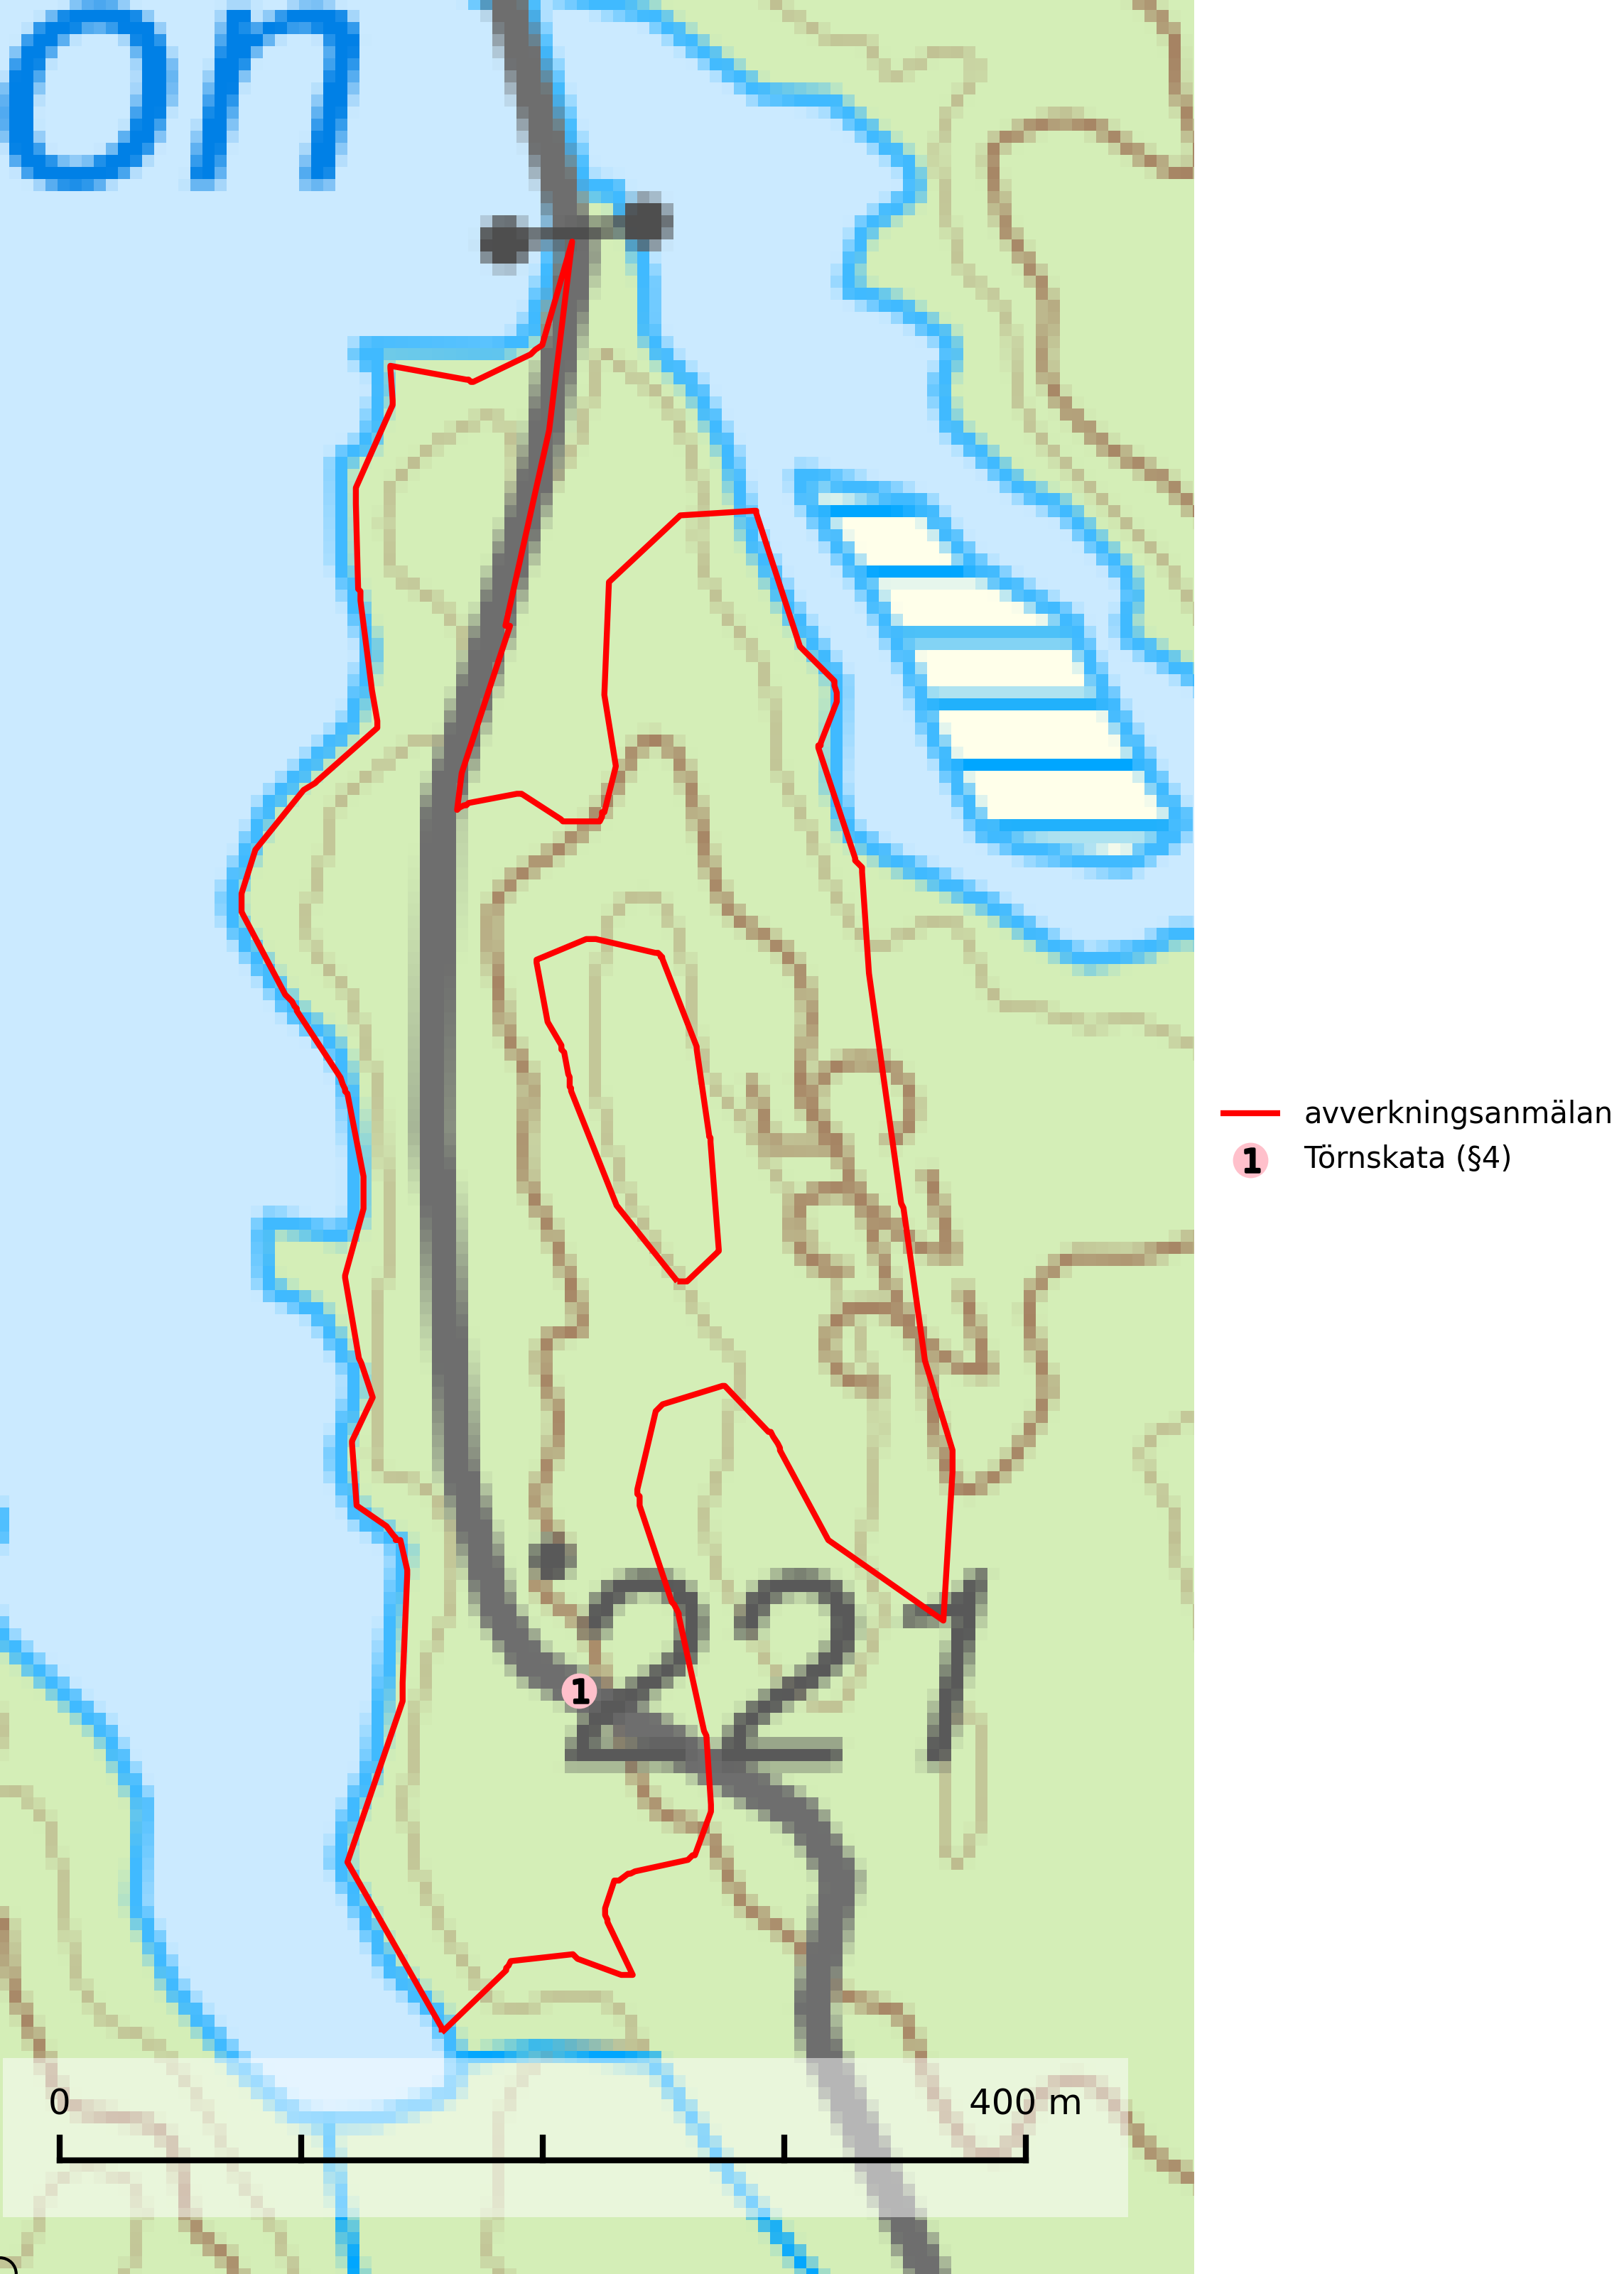 on
avverkningsanmälan
1 Törnskata (§4)
221
1
0 400 m